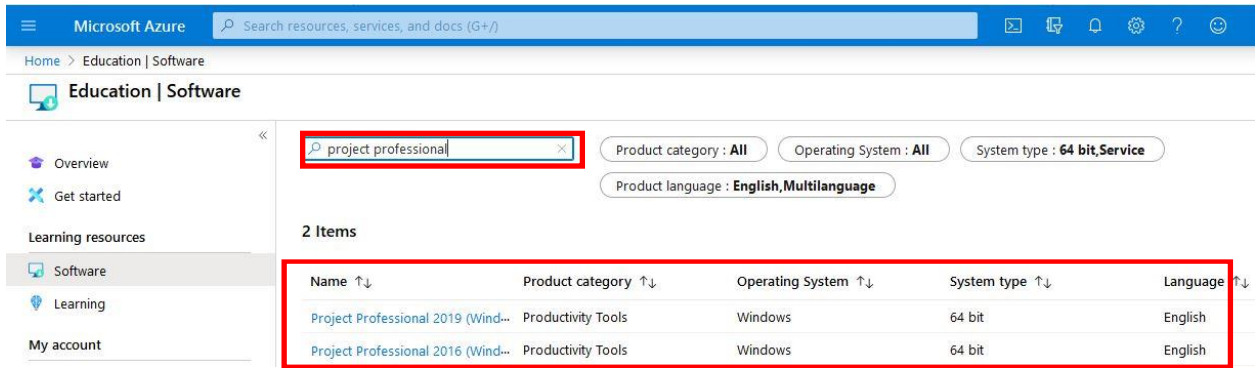 Microsoft Azure Search resources, services, and docs (G+/)
Home > Education | Software
Education | Software
«
Overview
Get started
Learning resources
Software
Learning
My account
project professional
Product category : All Operating System : All System type : 64 bit,Service
Product language : English,Multilanguage
2 Items
Name ↑↓ Product category ↑↓ Operating System ↑↓ System type ↑↓ Language ↑↓
Project Professional 2019 (Wind... Productivity Tools Windows 64 bit English
Project Professional 2016 (Wind... Productivity Tools Windows 64 bit English